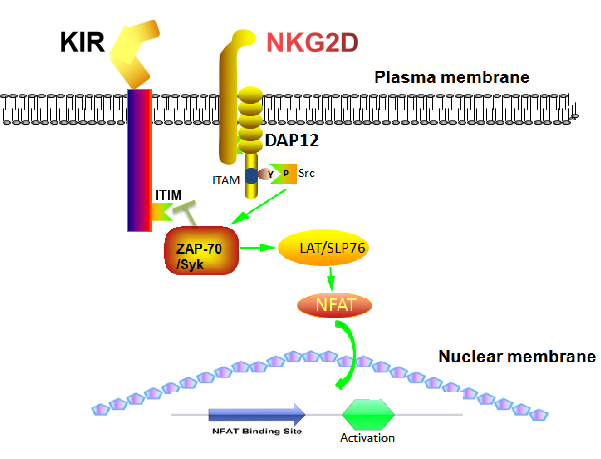 KIR
NKG2D
Plasma membrane
DAP12
ITAM
Y
P
Src
ITIM
ZAP-70
/Syk
LAT/SLP76
NFAT
Nuclear membrane
NFAT Binding Site
Activation